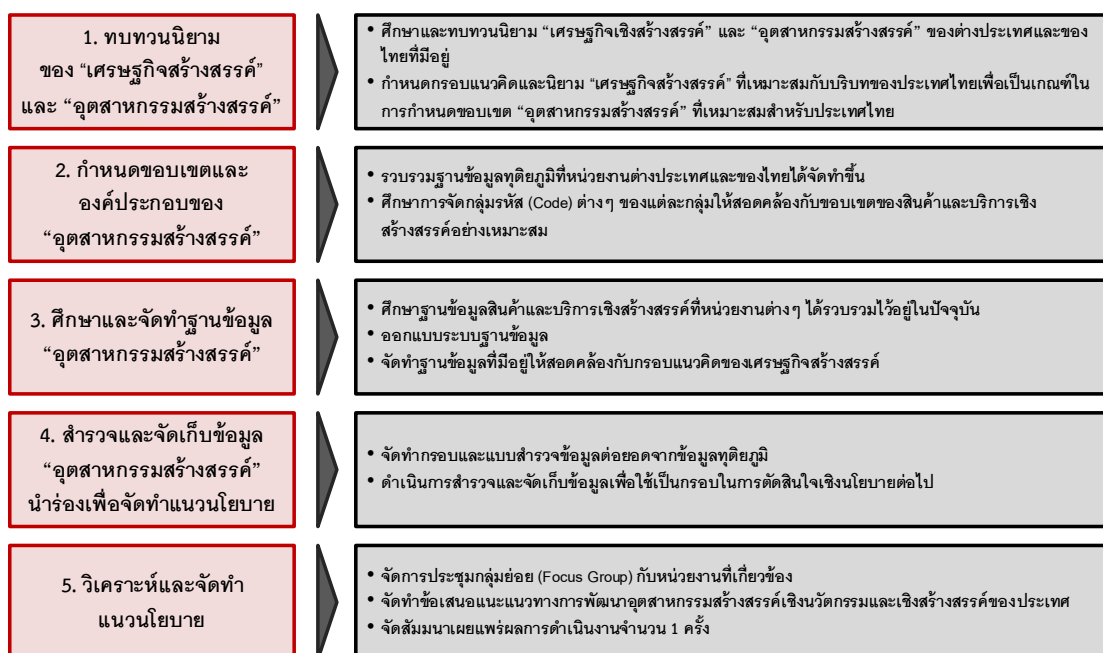 1. ทบทวนนิยาม
ของ “เศรษฐกิจสร้างสรรค์”
และ “อุตสาหกรรมสร้างสรรค์”
• ศึกษาและทบทวนนิยาม “เศรษฐกิจเชิงสร้างสรรค์” และ “อุตสาหกรรมสร้างสรรค์” ของต่างประเทศและของ
ไทยที่มีอยู่
• กำหนดกรอบแนวคิดและนิยาม “เศรษฐกิจสร้างสรรค์” ที่เหมาะสมกับบริบทของประเทศไทยเพื่อเป็นเกณฑ์ใน
การกำหนดขอบเขต “อุตสาหกรรมสร้างสรรค์” ที่เหมาะสมสำหรับประเทศไทย
2. กำหนดขอบเขตและ
องค์ประกอบของ
“อุตสาหกรรมสร้างสรรค์”
• รวบรวมฐานข้อมูลทุติยภูมิที่หน่วยงานต่างประเทศและของไทยได้จัดทำขึ้น
• ศึกษาการจัดกลุ่มรหัส (Code) ต่างๆ ของแต่ละกลุ่มให้สอดคล้องกับขอบเขตของสินค้าและบริการเชิง
สร้างสรรค์อย่างเหมาะสม
3. ศึกษาและจัดทำฐานข้อมูล
“อุตสาหกรรมสร้างสรรค์”
• ศึกษาฐานข้อมูลสินค้าและบริการเชิงสร้างสรรค์ที่หน่วยงานต่างๆ ได้รวบรวมไว้อยู่ในปัจจุบัน
• ออกแบบระบบฐานข้อมูล
• จัดทำฐานข้อมูลที่มีอยู่ให้สอดคล้องกับกรอบแนวคิดของเศรษฐกิจสร้างสรรค์
4. สำรวจและจัดเก็บข้อมูล
“อุตสาหกรรมสร้างสรรค์”
นำร่องเพื่อจัดทำแนวนโยบาย
• จัดทำกรอบและแบบสำรวจข้อมูลต่อยอดจากข้อมูลทุติยภูมิ
• ดำเนินการสำรวจและจัดเก็บข้อมูลเพื่อใช้เป็นกรอบในการตัดสินใจเชิงนโยบายต่อไป
5. วิเคราะห์และจัดทำ
แนวนโยบาย
• จัดการประชุมกลุ่มย่อย (Focus Group) กับหน่วยงานที่เกี่ยวข้อง
• จัดทำข้อเสนอแนะแนวทางการพัฒนาอุตสาหกรรมสร้างสรรค์เชิงนวัตกรรมและเชิงสร้างสรรค์ของประเทศ
• จัดสัมมนาเผยแพร่ผลการดำเนินงานจำนวน 1 ครั้ง